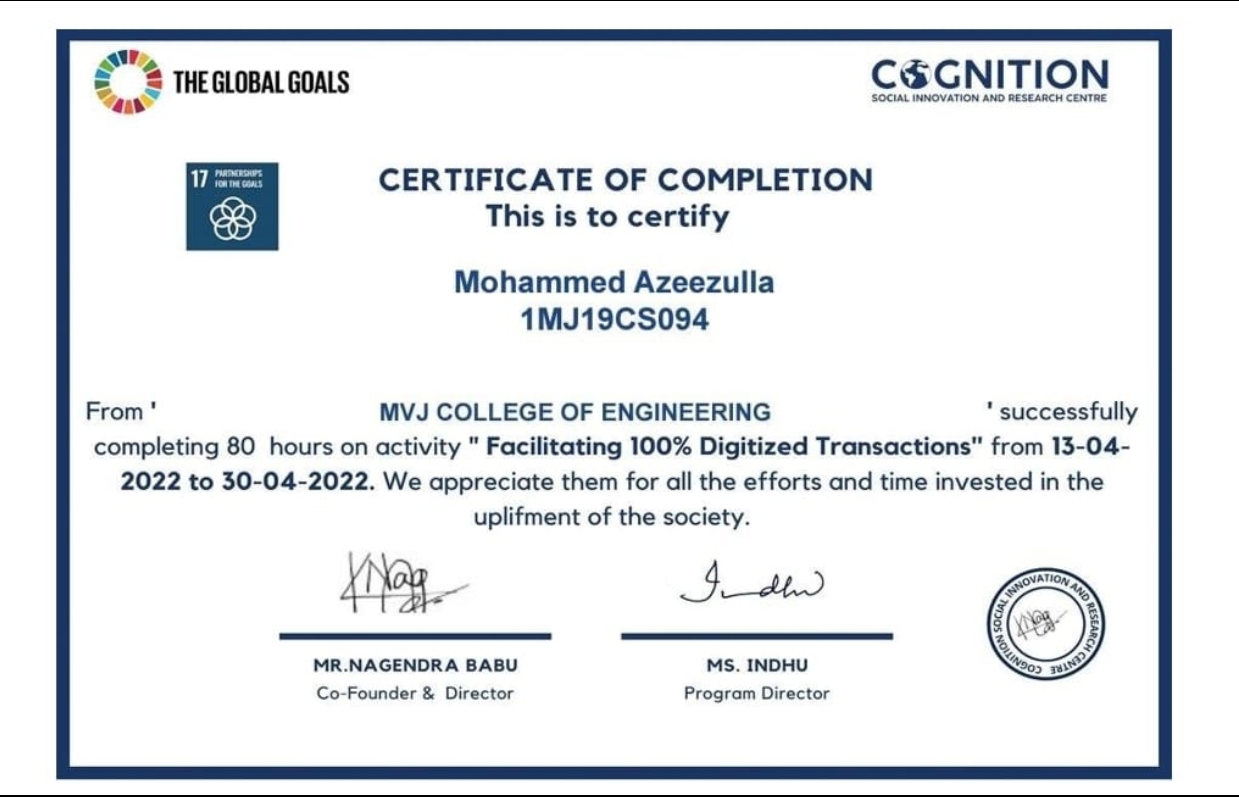 THE GLOBAL GOALS
COGNITION
SOCIAL INNOVATION AND RESEARCH CENTRE
17 PARTNERSHIPS
FOR THE GOALS
CERTIFICATE OF COMPLETION
This is to certify
Mohammed Azeezulla
1MJ19CS094
From ' MVJ COLLEGE OF ENGINEERING ' successfully
completing 80 hours on activity " Facilitating 100% Digitized Transactions" from 13-04-
2022 to 30-04-2022. We appreciate them for all the efforts and time invested in the
uplifment of the society.
KNag
Indhu
MR.NAGENDRA BABU
Co-Founder & Director
MS. INDHU
Program Director
COGNITION SOCIAL INNOVATION AND RESEARCH CENTRE
KNag